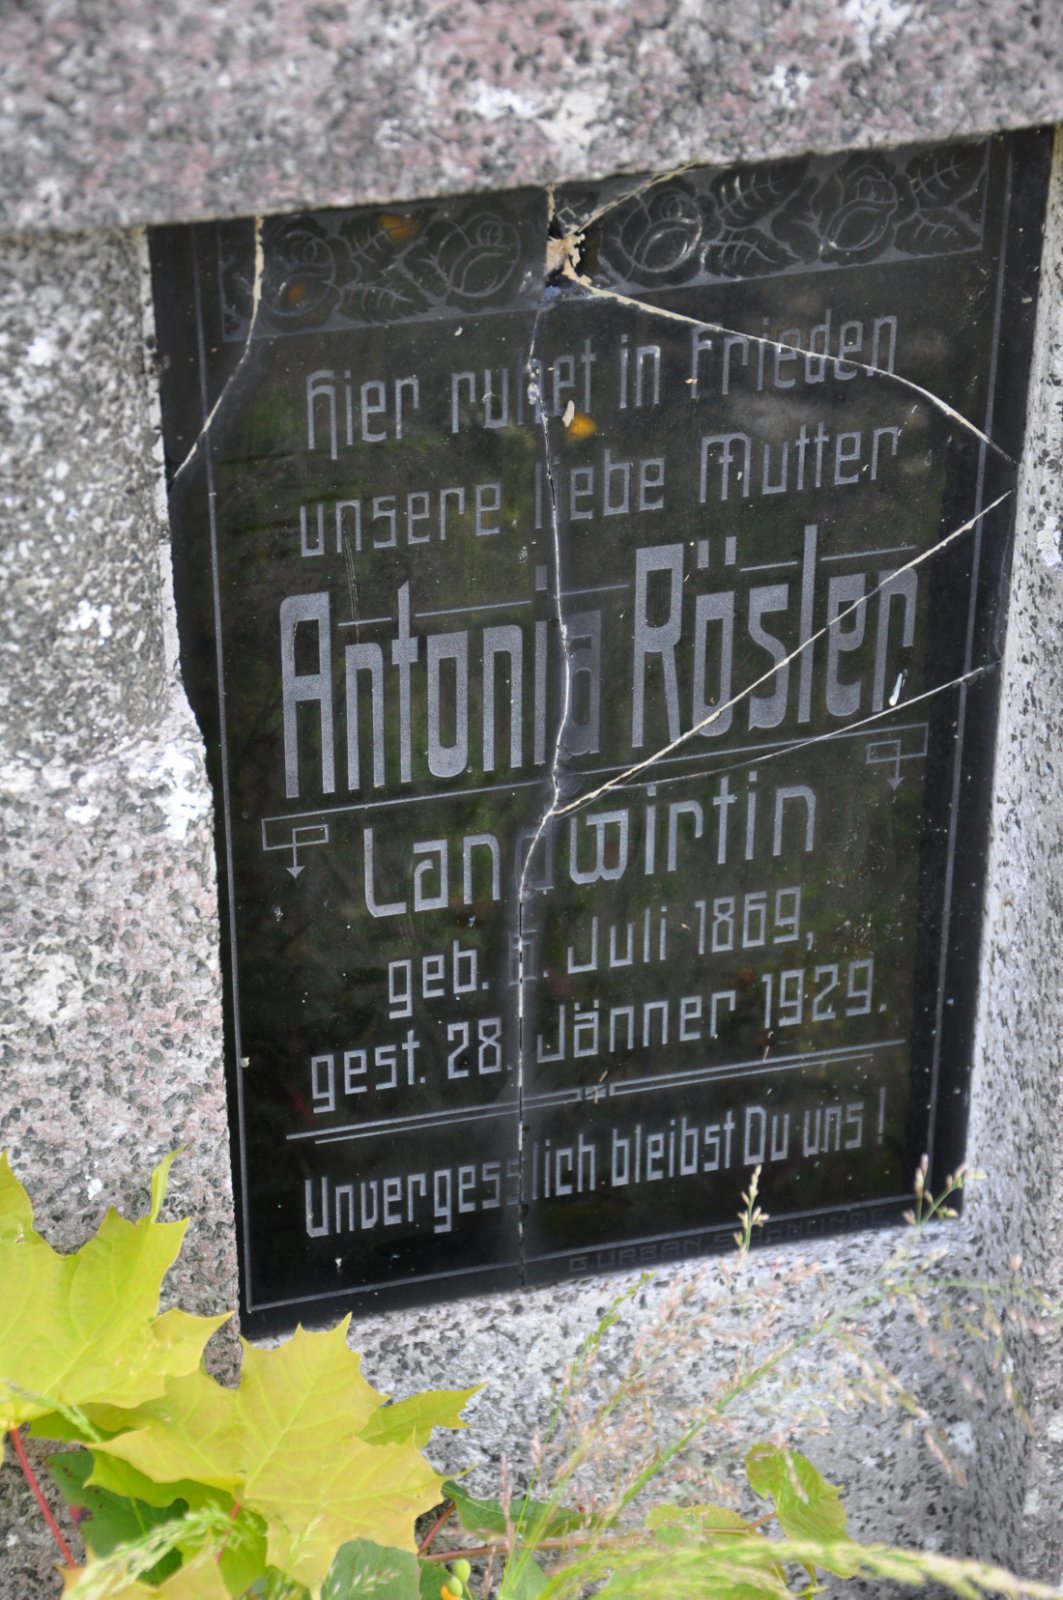 Hier ruhet in Frieden
unsere liebe Mutter
Antonia Rösler
Landwirtin
geb. Juli 1869,
gest. 28. Jänner 1929.
Unvergesslich bleibst Du uns!
G. URBAN